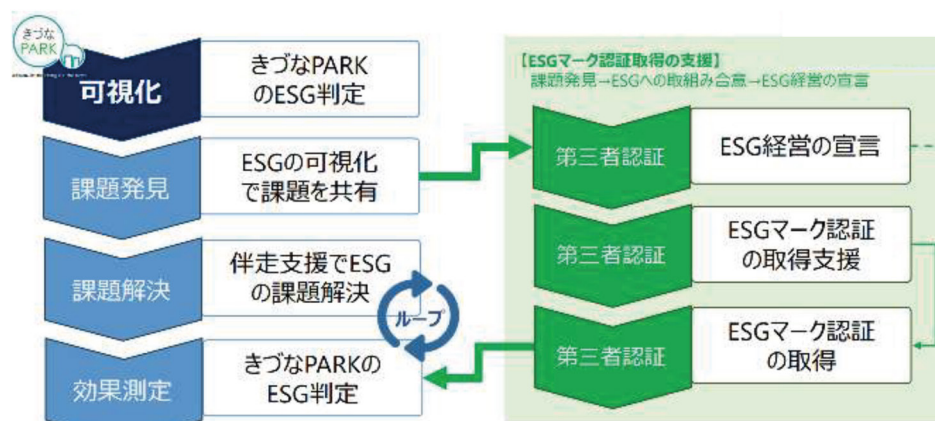 きづな
PARK
可視化
きづなPARK
のESG判定
課題発見
ESGの可視化
で課題を共有
課題解決
伴走支援でESG
の課題解決
ループ
効果測定
きづなPARKの
ESG判定
【ESGマーク認証取得の支援】
課題発見→ESGへの取組み合意→ESG経営の宣言
第三者認証
ESG経営の宣言
第三者認証
ESGマーク認証
の取得支援
第三者認証
ESGマーク認証
の取得